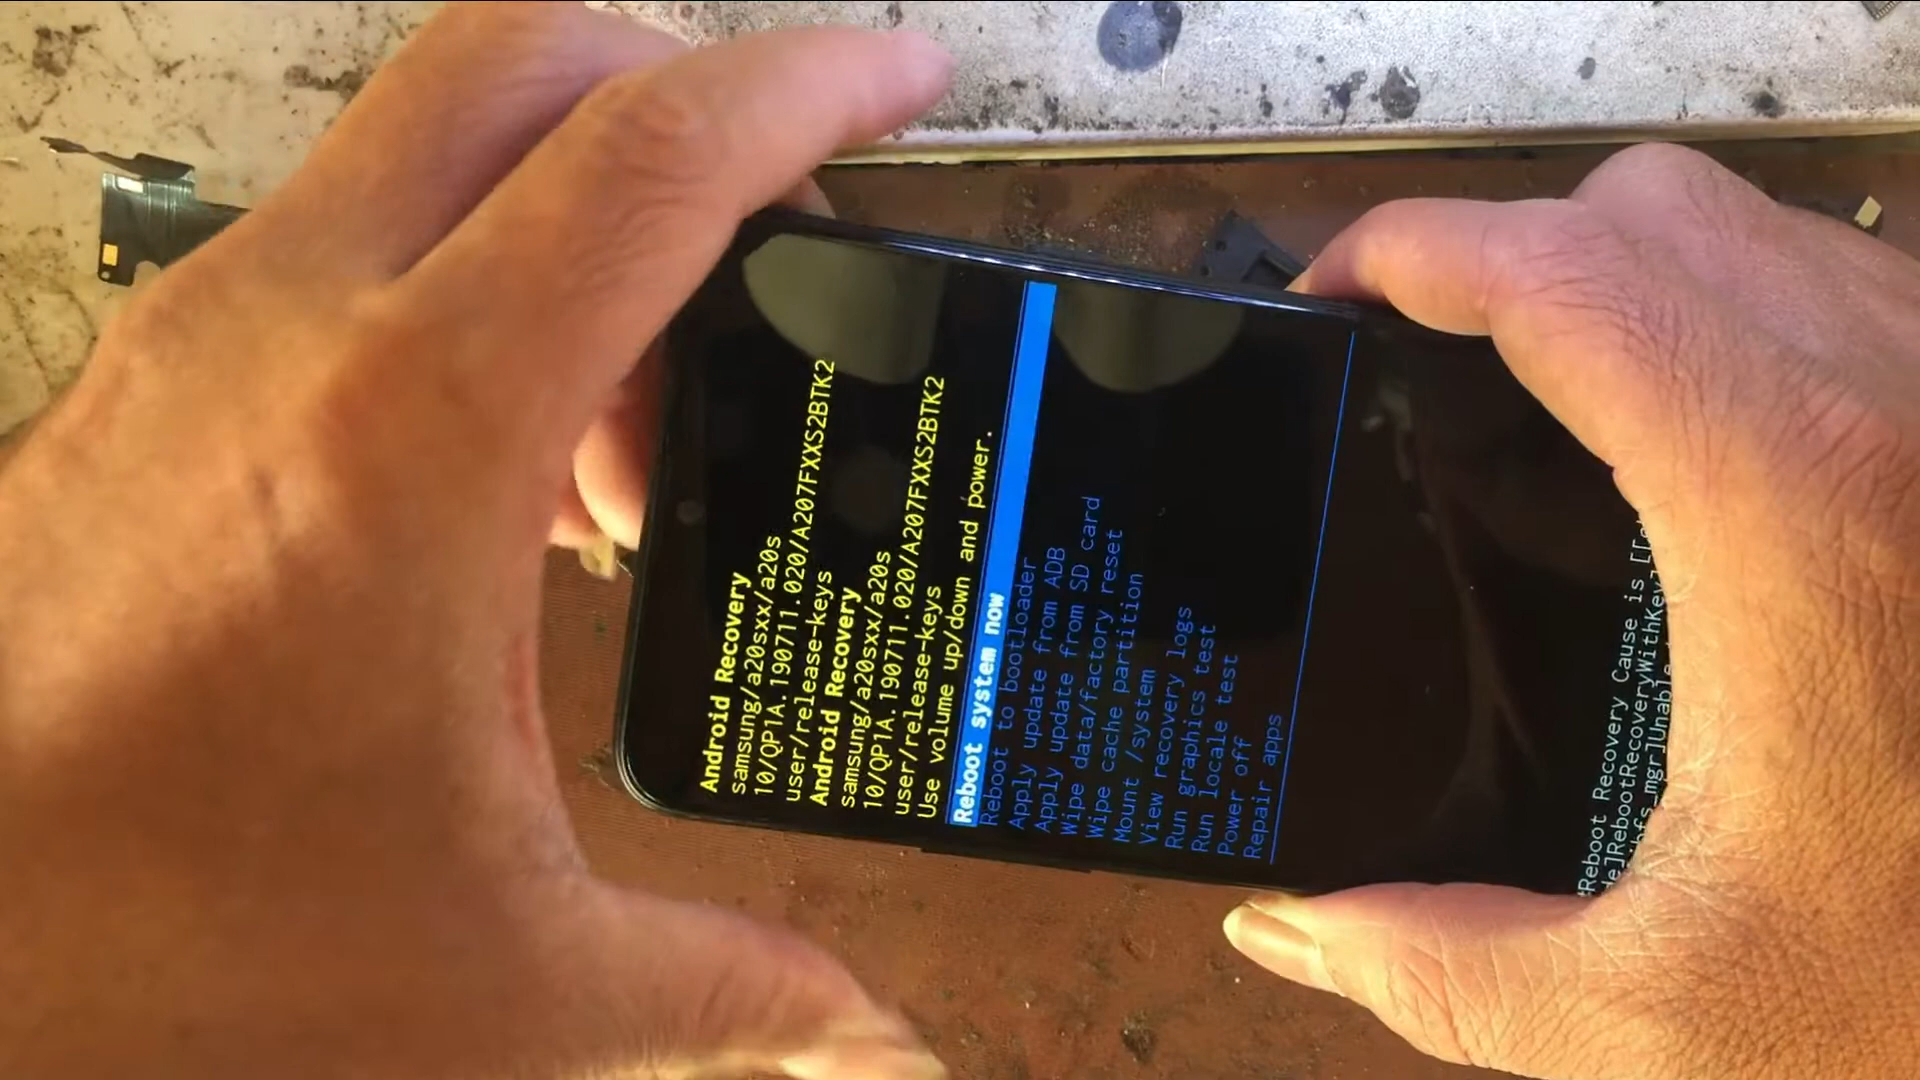 Android Recovery
samsung/a20sxx/a20s
10/QP1A.190711.020/A207FXXS2BTK2
user/release-keys
Android Recovery
samsung/a20sxx/a20s
10/QP1A.190711.020/A207FXXS2BTK2
user/release-keys
Use volume up/down and power.
Reboot system now
Reboot to bootloader
Apply update from ADB
Apply update from SD card
Wipe data/factory reset
Wipe cache partition
Mount /system
View recovery logs
Run graphics test
Run locale test
Power off
Repair apps
#Reboot Recovery Cause is [[
de]RebootRecoveryWithKey]
fs_mgr]Unable